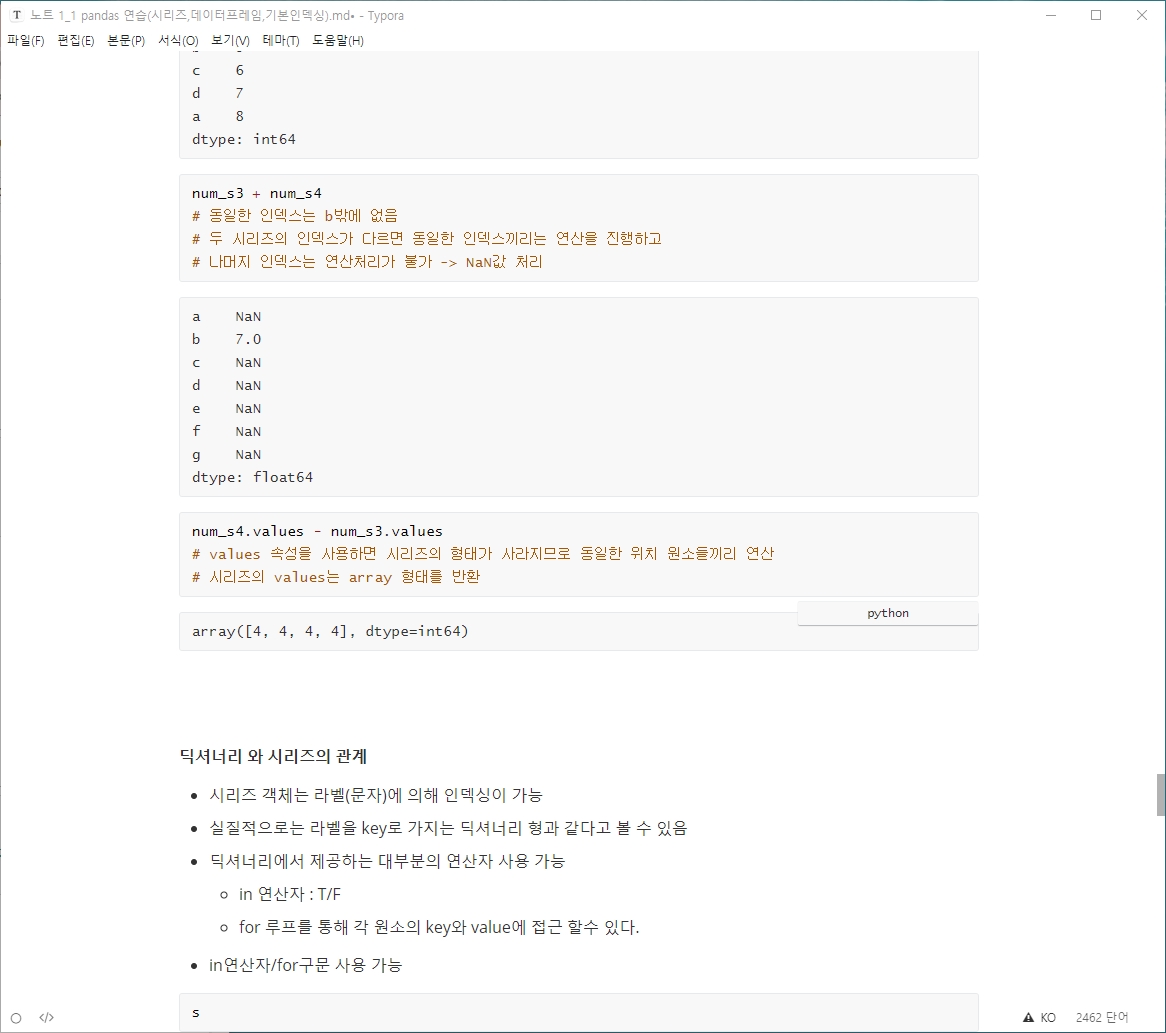 노트 1_1 pandas 연습(시리즈,데이터프레임,기본인덱싱).md• - Typora
파일(F) 편집(E) 본문(P) 서식(O) 보기(V) 테마(T) 도움말(H)
c 6
d 7
a 8
dtype: int64
num_s3 + num_s4
# 동일한 인덱스는 b밖에 없음
# 두 시리즈의 인덱스가 다르면 동일한 인덱스끼리는 연산을 진행하고
# 나머지 인덱스는 연산처리가 불가 -> NaN값 처리
a NaN
b 7.0
c NaN
d NaN
e NaN
f NaN
g NaN
dtype: float64
num_s4.values - num_s3.values
# values 속성을 사용하면 시리즈의 형태가 사라지므로 동일한 위치 원소들끼리 연산
# 시리즈의 values는 array 형태를 반환
python
array([4, 4, 4, 4], dtype=int64)
딕셔너리 와 시리즈의 관계
• 시리즈 객체는 라벨(문자)에 의해 인덱싱이 가능
• 실질적으로는 라벨을 key로 가지는 딕셔너리 형과 같다고 볼 수 있음
• 딕셔너리에서 제공하는 대부분의 연산자 사용 가능
◦ in 연산자 : T/F
◦ for 루프를 통해 각 원소의 key와 value에 접근 할수 있다.
• in연산자/for구문 사용 가능
s
</> KO 2462 단어